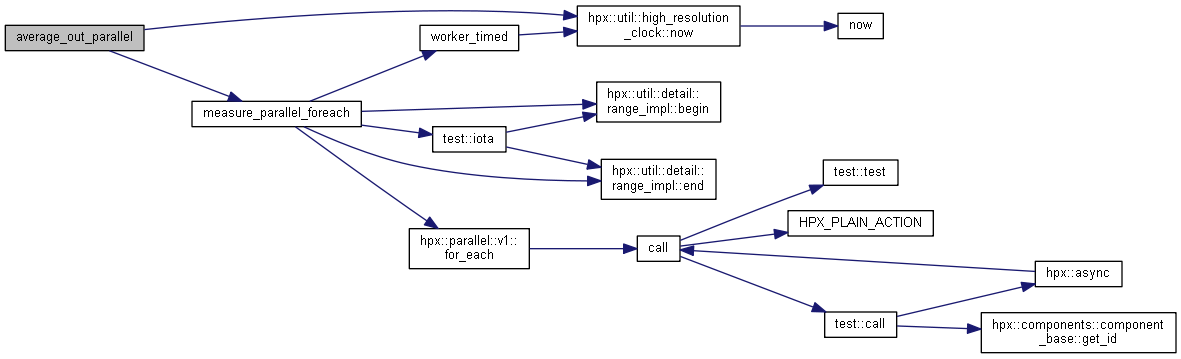 average_out_parallel
hpx::util::high_resolution
_clock::now
now
worker_timed
measure_parallel_foreach
hpx::util::detail::
range_impl::begin
test::iota
hpx::util::detail::
range_impl::end
test::test
HPX_PLAIN_ACTION
hpx::parallel::v1::
for_each
call
hpx::async
test::call
hpx::components::component
_base::get_id